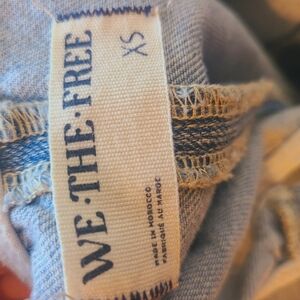 WE·THE·FREE
XS
MADE IN MOROCCO
FABRIQUÉ AU MAROC